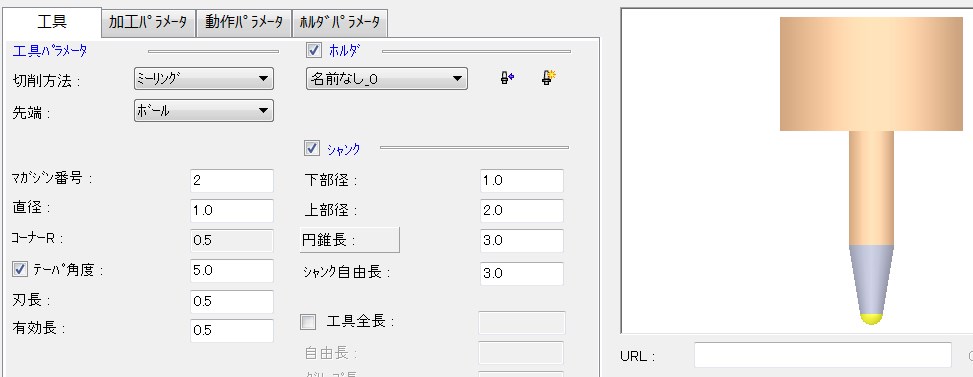 工具 加工ﾊﾟﾗﾒｰﾀ 動作ﾊﾟﾗﾒｰﾀ ﾎﾙﾀﾞﾊﾟﾗﾒｰﾀ
工具ﾊﾟﾗﾒｰﾀ ﾎﾙﾀﾞ
切削方法： ﾐｰﾘﾝｸﾞ 名前なし_0
先端： ﾎﾞｰﾙ
ｼｬﾝｸ
ﾏｶﾞｼﾞﾝ番号： 2 下部径： 1.0
直径： 1.0 上部径： 2.0
ｺｰﾅｰR： 0.5 円錐長： 3.0
ﾃｰﾊﾟ角度： 5.0 ｼｬﾝｸ自由長： 3.0
刃長： 0.5 工具全長：
有効長： 0.5 自由長：
URL：